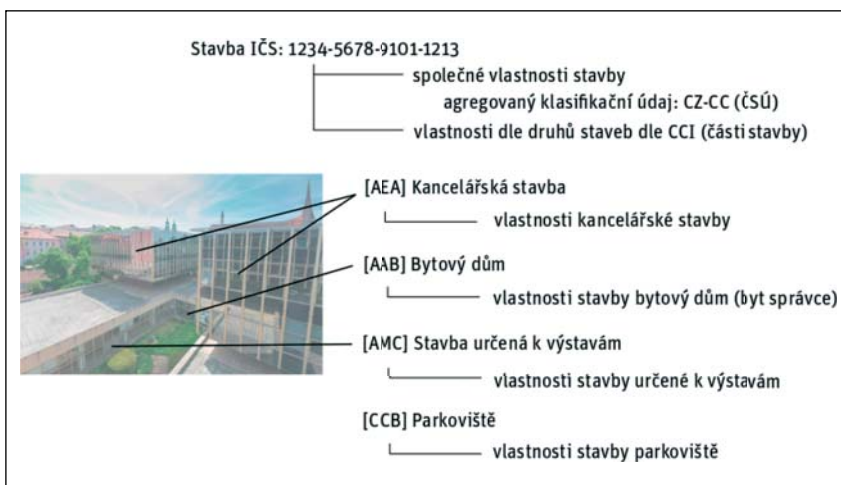 Stavba IČS: 1234-5678-9101-1213
společné vlastnosti stavby
agregovaný klasifikační údaj: CZ-CC (ČSÚ)
vlastnosti dle druhů staveb dle CCI (části stavby)
[AEA] Kancelářská stavba
vlastnosti kancelářské stavby
[AAB] Bytový dům
vlastnosti stavby bytový dům (byt správce)
[AMC] Stavba určená k výstavám
vlastnosti stavby určené k výstavám
[CCB] Parkoviště
vlastnosti stavby parkoviště